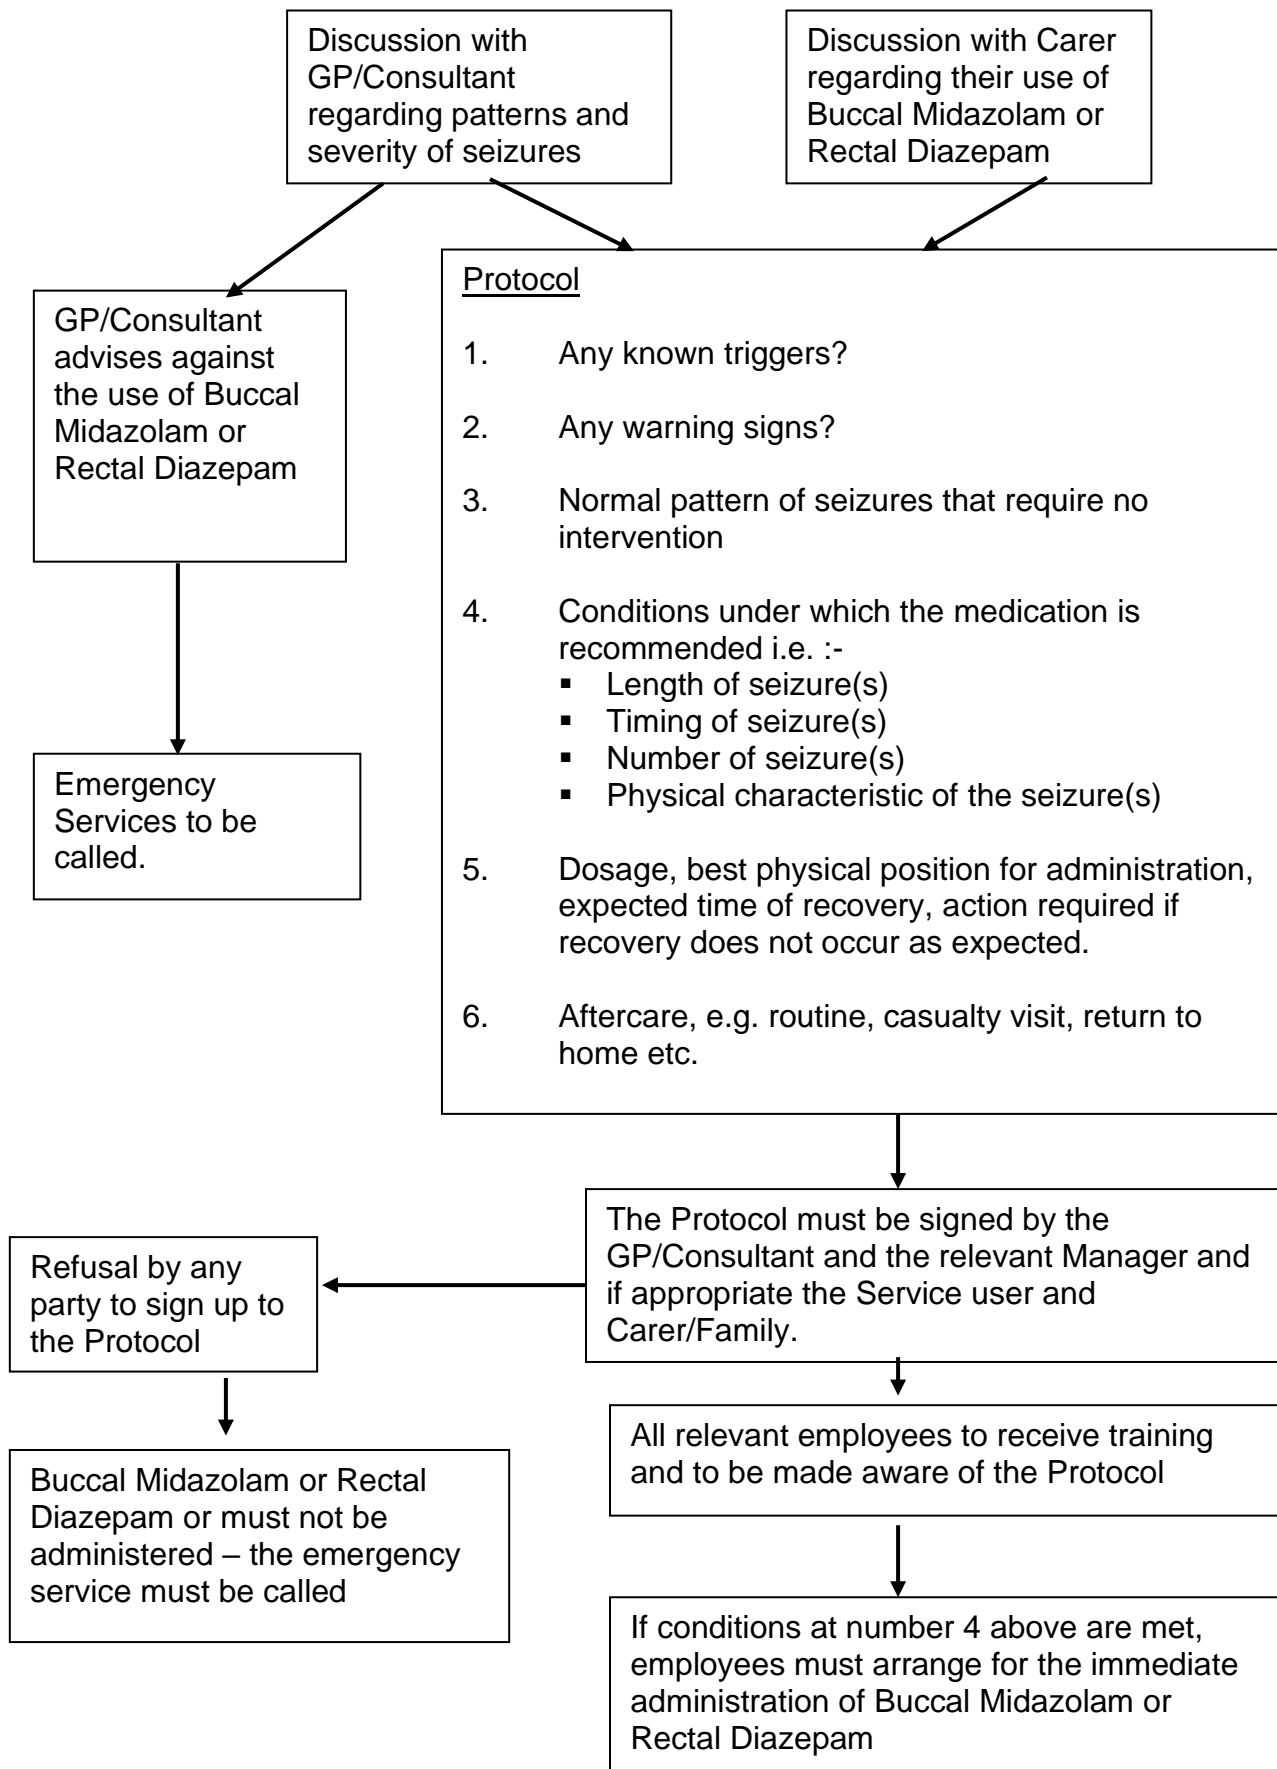 Discussion with
GP/Consultant
regarding patterns and
severity of seizures
Discussion with Carer
regarding their use of
Buccal Midazolam or
Rectal Diazepam
GP/Consultant
advises against
the use of Buccal
Midazolam or
Rectal Diazepam
Emergency
Services to be
called.
Protocol
1. Any known triggers?
2. Any warning signs?
3. Normal pattern of seizures that require no
intervention
4. Conditions under which the medication is
recommended i.e. :-
▪ Length of seizure(s)
▪ Timing of seizure(s)
▪ Number of seizure(s)
▪ Physical characteristic of the seizure(s)
5. Dosage, best physical position for administration,
expected time of recovery, action required if
recovery does not occur as expected.
6. Aftercare, e.g. routine, casualty visit, return to
home etc.
The Protocol must be signed by the
GP/Consultant and the relevant Manager and
if appropriate the Service user and
Carer/Family.
Refusal by any
party to sign up to
the Protocol
Buccal Midazolam or Rectal
Diazepam or must not be
administered – the emergency
service must be called
All relevant employees to receive training
and to be made aware of the Protocol
If conditions at number 4 above are met,
employees must arrange for the immediate
administration of Buccal Midazolam or
Rectal Diazepam